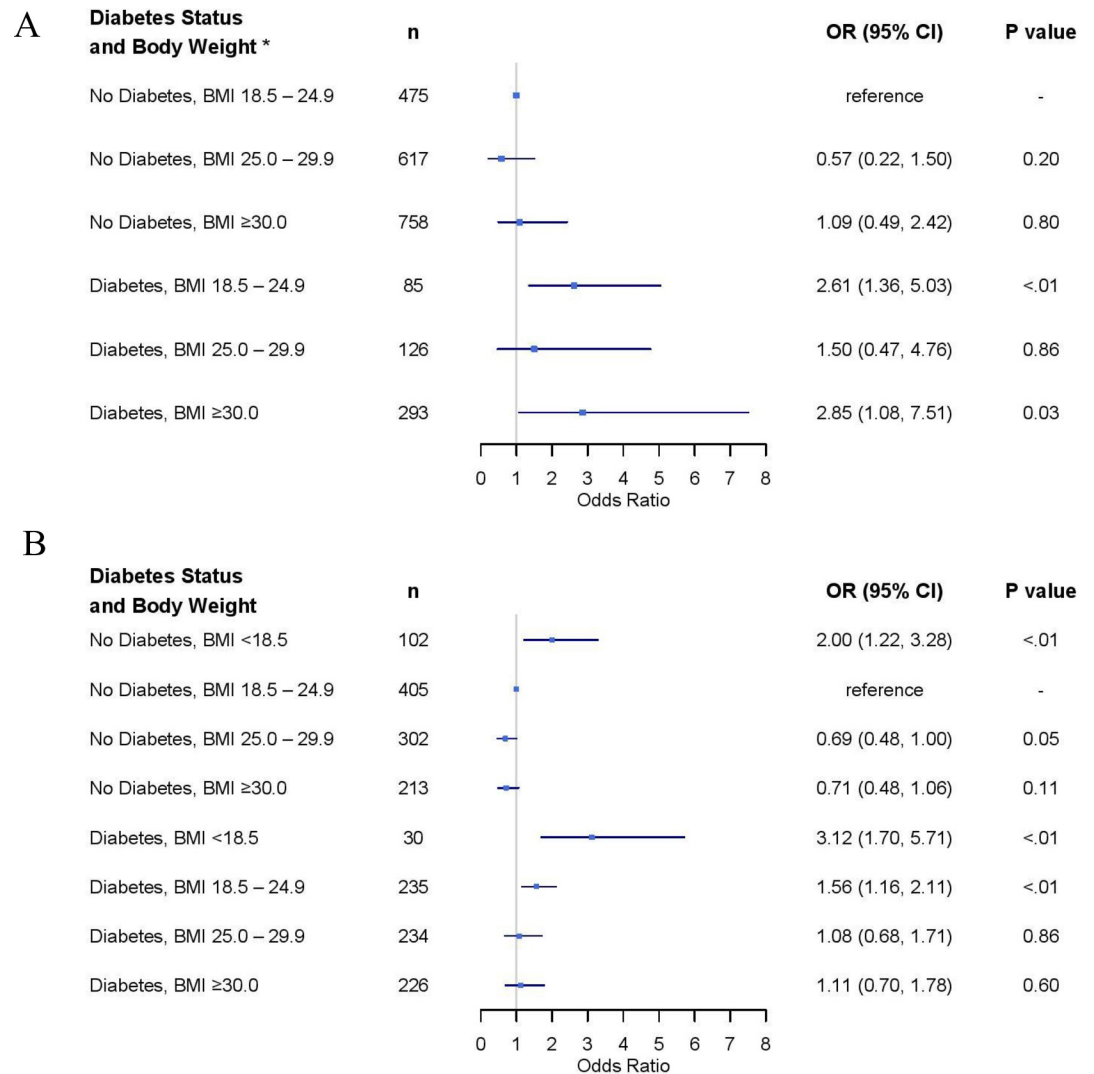 A
Diabetes Status
and Body Weight * n OR (95% CI) P value
No Diabetes, BMI 18.5 – 24.9 475 reference -
No Diabetes, BMI 25.0 – 29.9 617 0.57 (0.22, 1.50) 0.20
No Diabetes, BMI ≥30.0 758 1.09 (0.49, 2.42) 0.80
Diabetes, BMI 18.5 – 24.9 85 2.61 (1.36, 5.03) <.01
Diabetes, BMI 25.0 – 29.9 126 1.50 (0.47, 4.76) 0.86
Diabetes, BMI ≥30.0 293 2.85 (1.08, 7.51) 0.03
0 1 2 3 4 5 6 7 8
Odds Ratio
B
Diabetes Status
and Body Weight n OR (95% CI) P value
No Diabetes, BMI <18.5 102 2.00 (1.22, 3.28) <.01
No Diabetes, BMI 18.5 – 24.9 405 reference -
No Diabetes, BMI 25.0 – 29.9 302 0.69 (0.48, 1.00) 0.05
No Diabetes, BMI ≥30.0 213 0.71 (0.48, 1.06) 0.11
Diabetes, BMI <18.5 30 3.12 (1.70, 5.71) <.01
Diabetes, BMI 18.5 – 24.9 235 1.56 (1.16, 2.11) <.01
Diabetes, BMI 25.0 – 29.9 234 1.08 (0.68, 1.71) 0.86
Diabetes, BMI ≥30.0 226 1.11 (0.70, 1.78) 0.60
0 1 2 3 4 5 6 7 8
Odds Ratio